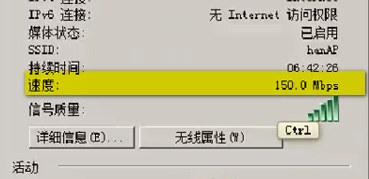 IPv6 连接: 无 Internet 访问权限
媒体状态: 已启用
SSID: hanAP
持续时间: 06:42:26
速度: 150.0 Mbps
信号质量:
详细信息(E)... 无线属性(W)
Ctrl
活动